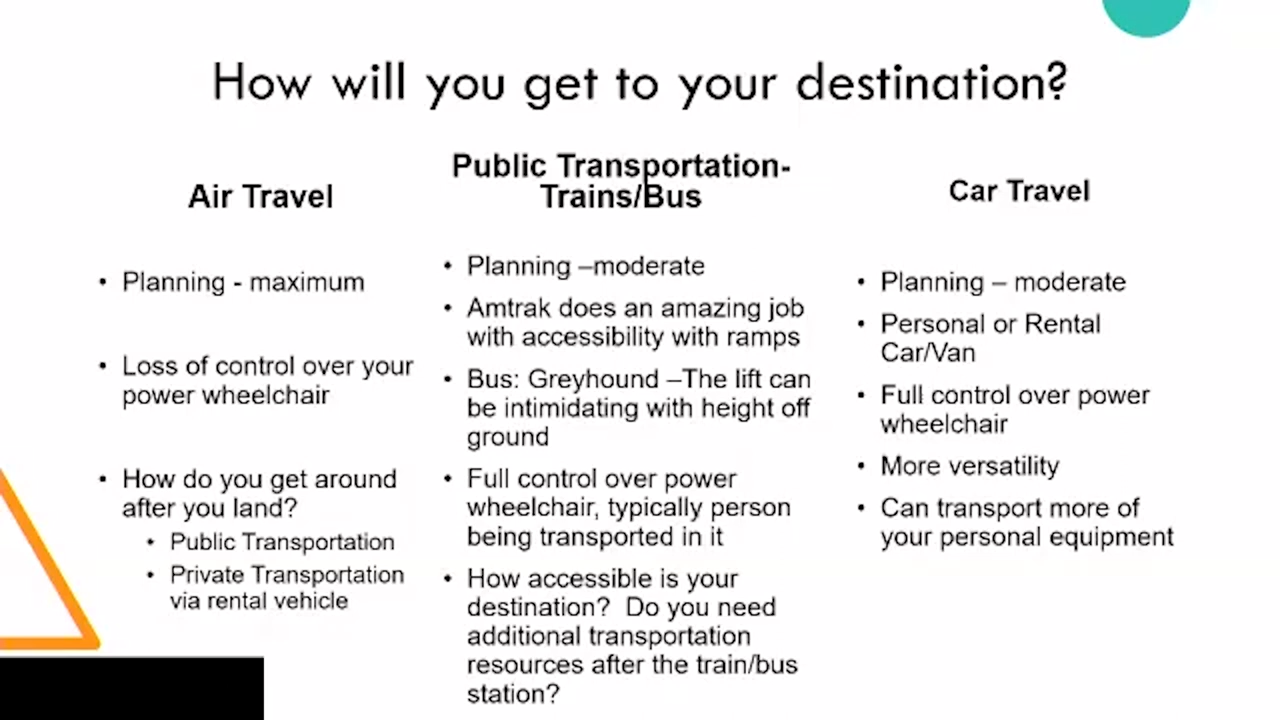 How will you get to your destination?
Air Travel
• Planning - maximum
• Loss of control over your
power wheelchair
• How do you get around
after you land?
• Public Transportation
• Private Transportation
via rental vehicle
Public Transportation-
Trains/Bus
• Planning –moderate
• Amtrak does an amazing job
with accessibility with ramps
• Bus: Greyhound –The lift can
be intimidating with height off
ground
• Full control over power
wheelchair, typically person
being transported in it
• How accessible is your
destination?  Do you need
additional transportation
resources after the train/bus
station?
Car Travel
• Planning – moderate
• Personal or Rental
Car/Van
• Full control over power
wheelchair
• More versatility
• Can transport more of
your personal equipment